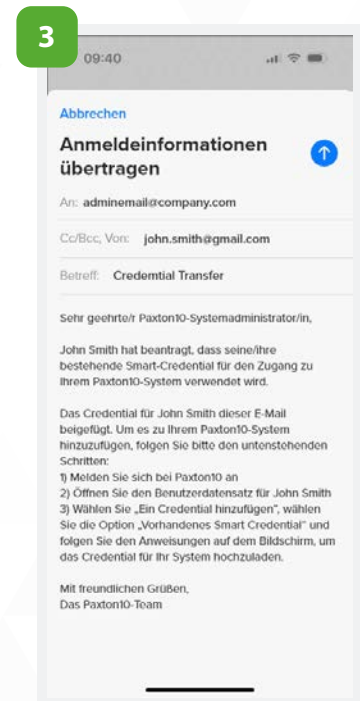 3
09:40
Abbrechen
Anmeldeinformationen
übertragen
An: adminemail@company.com
Cc/Bcc, Von: john.smith@gmail.com
Betreff: Credemtial Transfer
Sehr geehrte/r Paxton10-Systemadministrator/in,
John Smith hat beantragt, dass seine/ihre
bestehende Smart-Credential für den Zugang zu
Ihrem Paxton10-System verwendet wird.
Das Credential für John Smith dieser E-Mail
beigefügt. Um es zu Ihrem Paxton10-System
hinzuzufügen, folgen Sie bitte den untenstehenden
Schritten:
1) Melden Sie sich bei Paxton10 an
2) Öffnen Sie den Benutzerdatensatz für John Smith
3) Wählen Sie „Ein Credential hinzufügen", wählen
Sie die Option „Vorhandenes Smart Credential" und
folgen Sie den Anweisungen auf dem Bildschirm, um
das Credential für Ihr System hochzuladen.
Mit freundlichen Grüßen,
Das Paxton10-Team